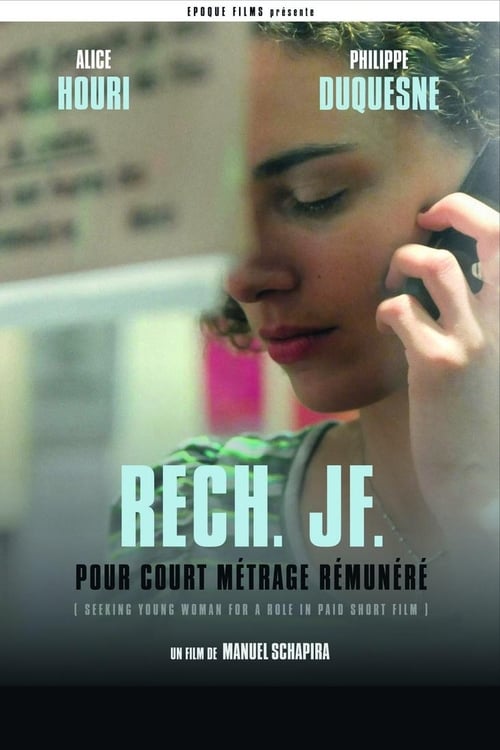 EPOQUE FILMS présente
ALICE
HOURI
PHILIPPE
DUQUESNE
RECH. JF.
POUR COURT MÉTRAGE RÉMUNÉRÉ
[ SEEKING YOUNG WOMAN FOR A ROLE IN PAID SHORT FILM ]
UN FILM DE MANUEL SCHAPIRA